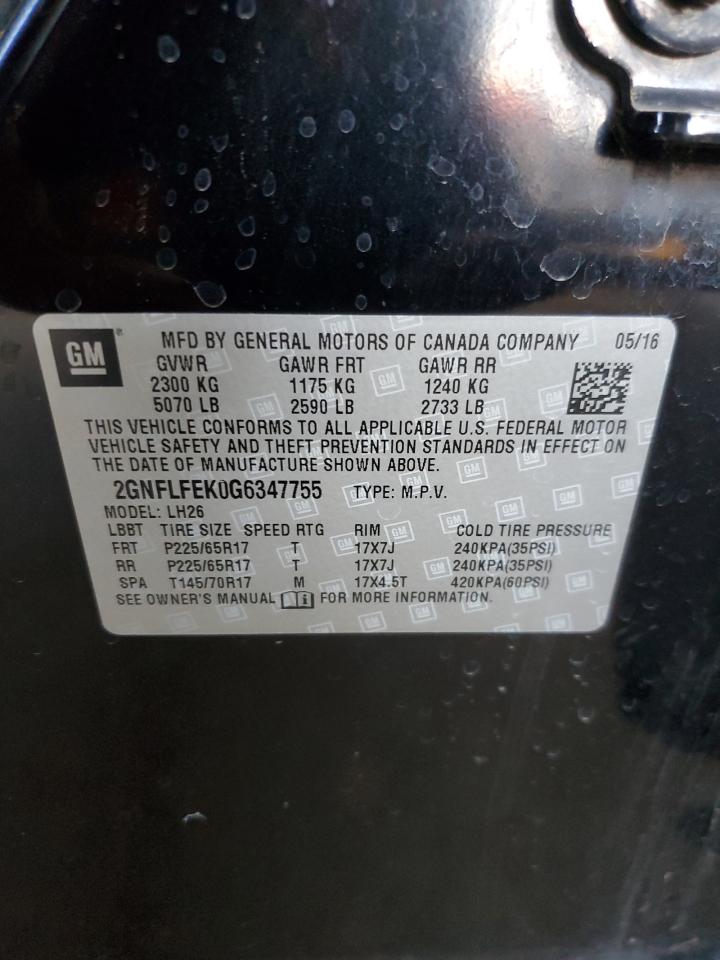 GM
MFD BY GENERAL MOTORS OF CANADA COMPANY 05/16
GVWR GAWR FRT GAWR RR
2300 KG 1175 KG 1240 KG
5070 LB 2590 LB 2733 LB
THIS VEHICLE CONFORMS TO ALL APPLICABLE U.S. FEDERAL MOTOR
VEHICLE SAFETY AND THEFT PREVENTION STANDARDS IN EFFECT ON
THE DATE OF MANUFACTURE SHOWN ABOVE.
2GNFLFEK0G6347755 TYPE: M.P.V.
MODEL: LH26
LBBT TIRE SIZE SPEED RTG RIM COLD TIRE PRESSURE
FRT P225/65R17 T 17X7J 240KPA(35PSI)
RR P225/65R17 T 17X7J 240KPA(35PSI)
SPA T145/70R17 M 17X4.5T 420KPA(60PSI)
SEE OWNER'S MANUAL FOR MORE INFORMATION.